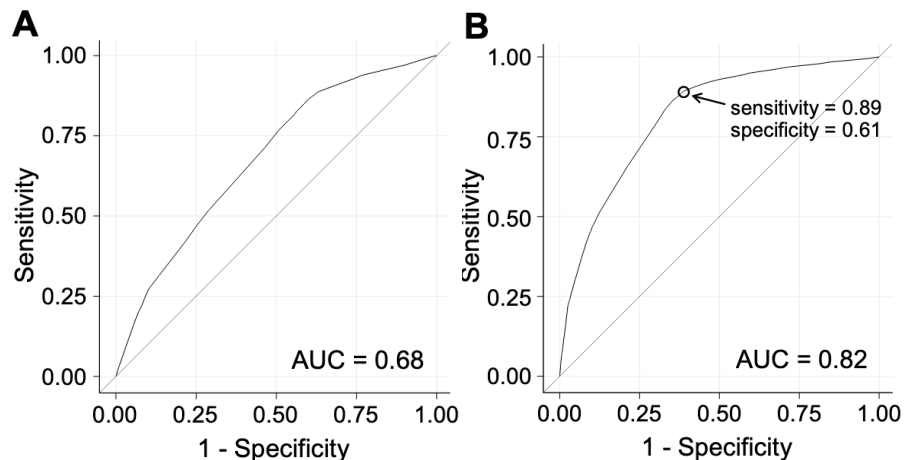 A
1.00
0.75
0.50
0.25
0.00
Sensitivity
AUC = 0.68
0.00 0.25 0.50 0.75 1.00
1 - Specificity
B
1.00
0.75
0.50
0.25
0.00
Sensitivity
sensitivity = 0.89
specificity = 0.61
AUC = 0.82
0.00 0.25 0.50 0.75 1.00
1 - Specificity